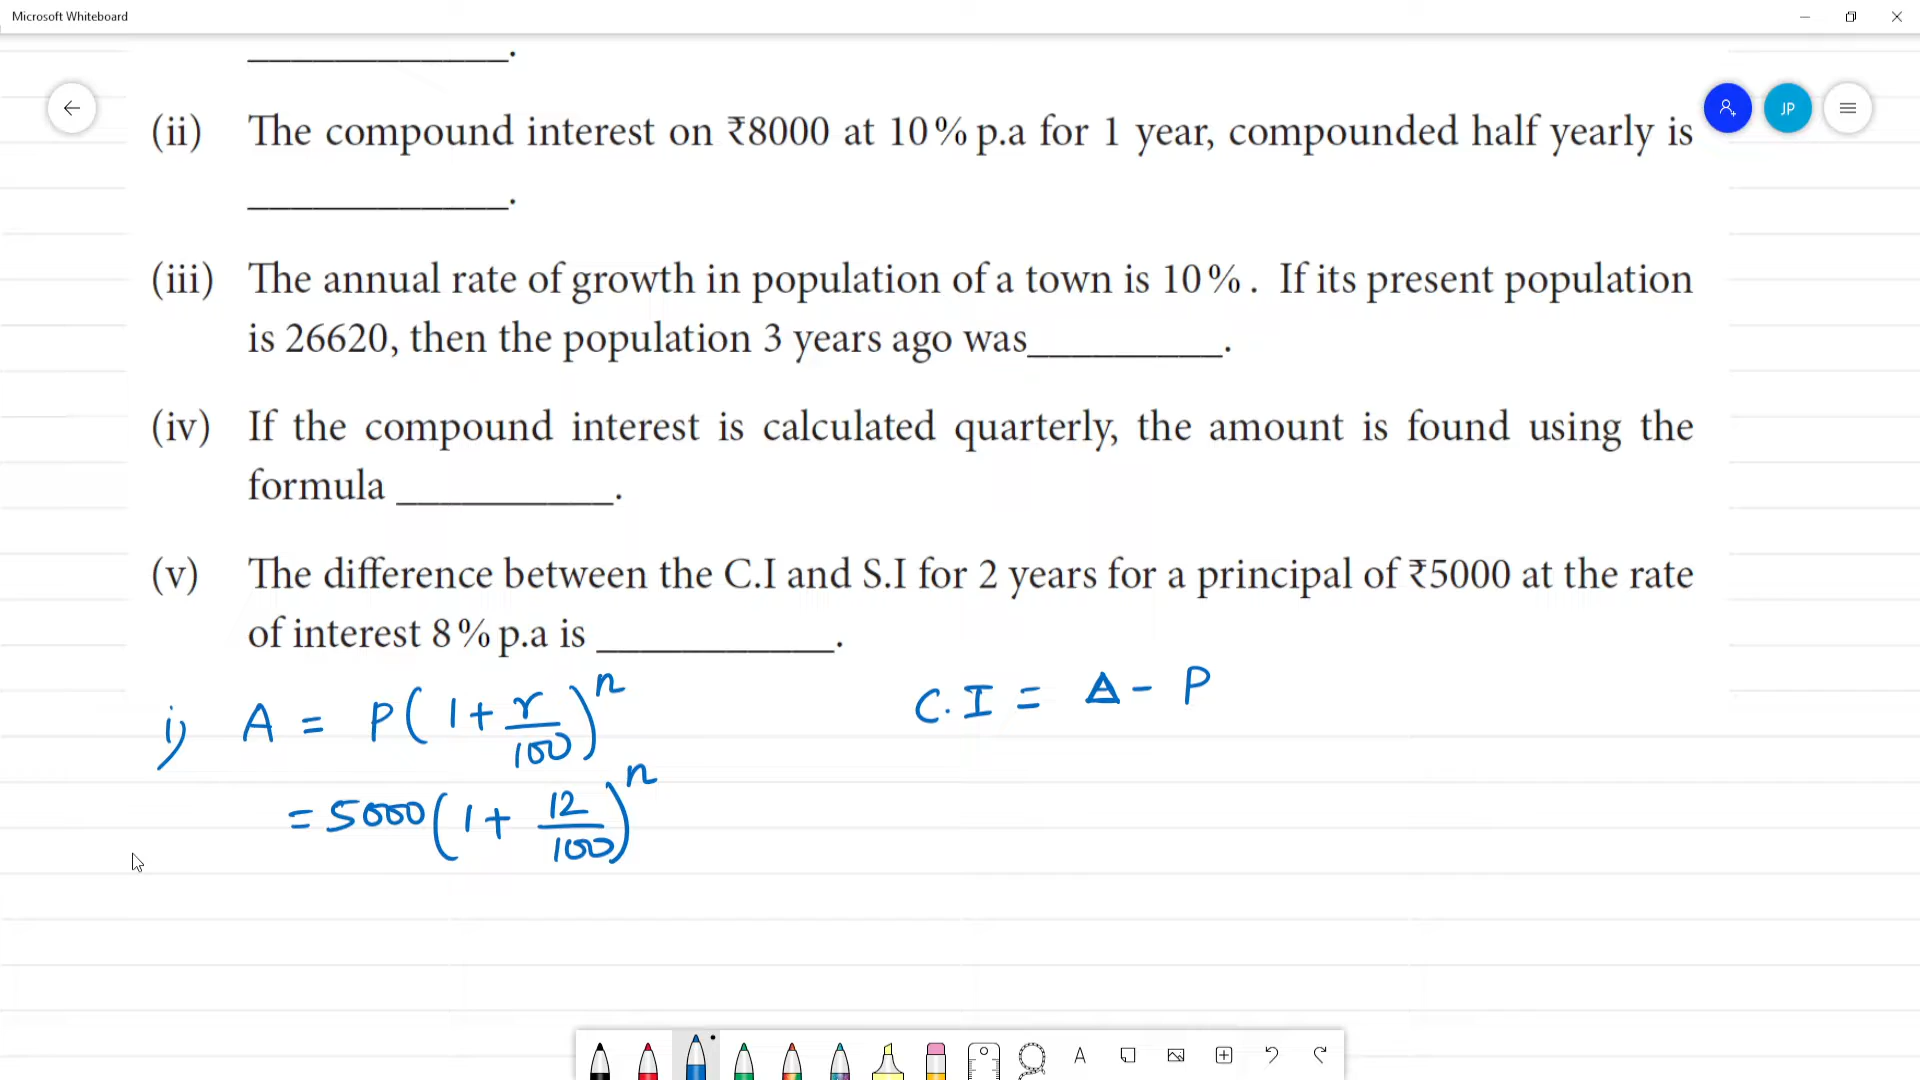 Microsoft Whiteboard
____________.
(ii) The compound interest on ₹8000 at 10% p.a for 1 year, compounded half yearly is
____________.
JP
(iii) The annual rate of growth in population of a town is 10%. If its present population
is 26620, then the population 3 years ago was_________.
(iv) If the compound interest is calculated quarterly, the amount is found using the
formula __________.
(v) The difference between the C.I and S.I for 2 years for a principal of ₹5000 at the rate
of interest 8% p.a is ___________.
i) A = P(1+r/100)^n
C.I = A - P
= 5000(1+12/100)^n
A